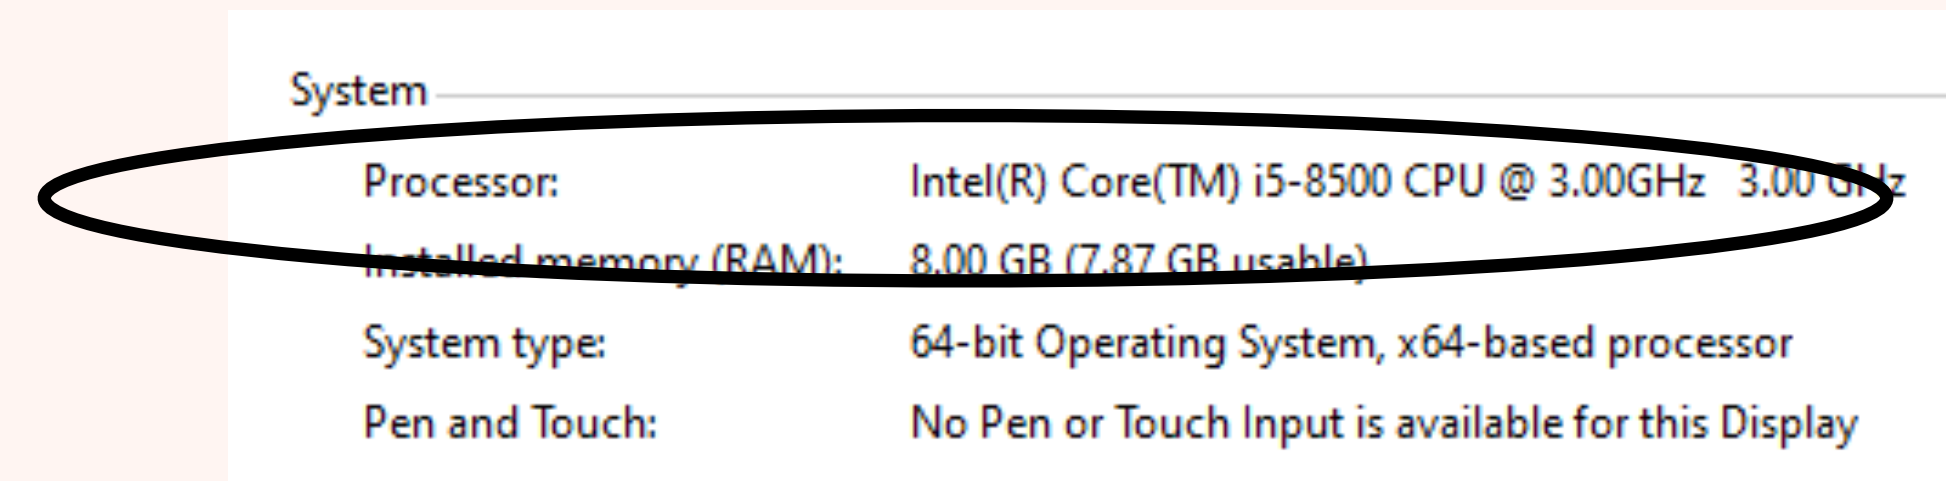 System
Processor: Intel(R) Core(TM) i5-8500 CPU @ 3.00GHz 3.00 GHz
Installed memory (RAM): 8.00 GB (7.87 GB usable)
System type: 64-bit Operating System, x64-based processor
Pen and Touch: No Pen or Touch Input is available for this Display